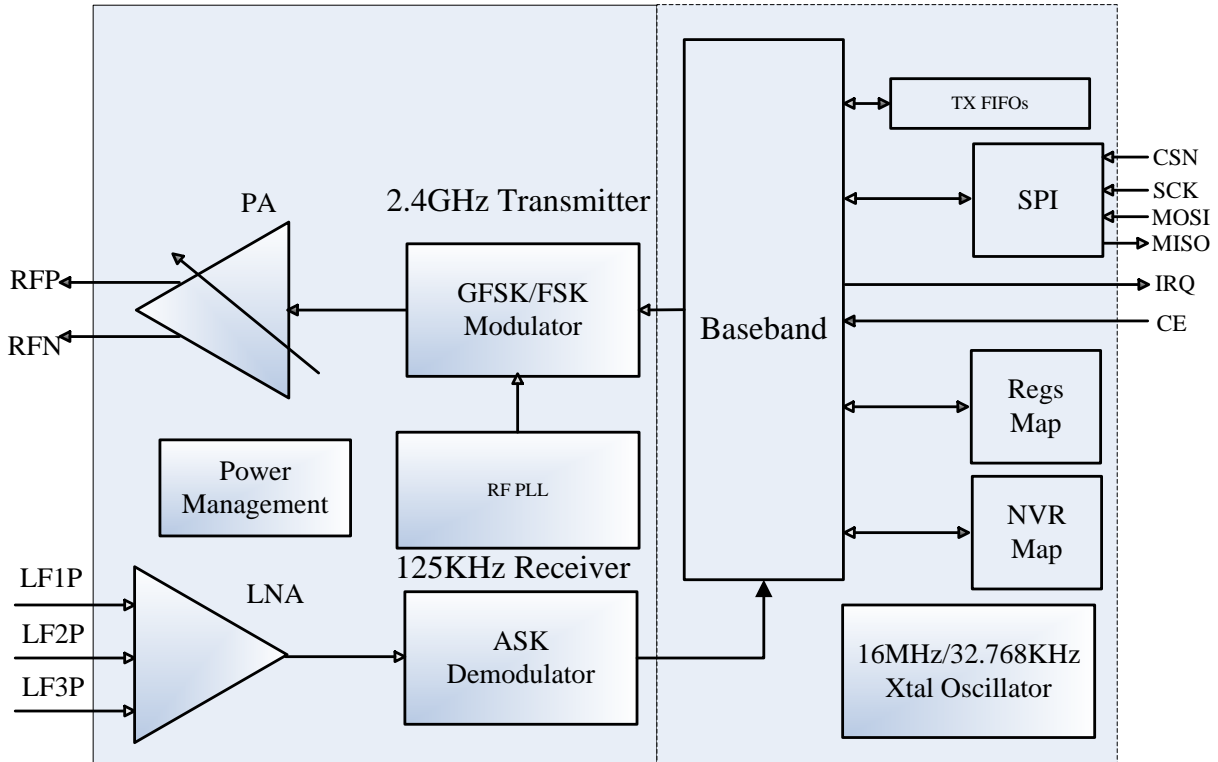 TX FIFOs
CSN
SCK
MOSI
MISO
SPI
PA
2.4GHz Transmitter
RFP
RFN
GFSK/FSK
Modulator
Baseband
IRQ
CE
Regs
Map
Power
Management
RF PLL
NVR
Map
125KHz Receiver
LF1P
LF2P
LF3P
LNA
ASK
Demodulator
16MHz/32.768KHz
Xtal Oscillator